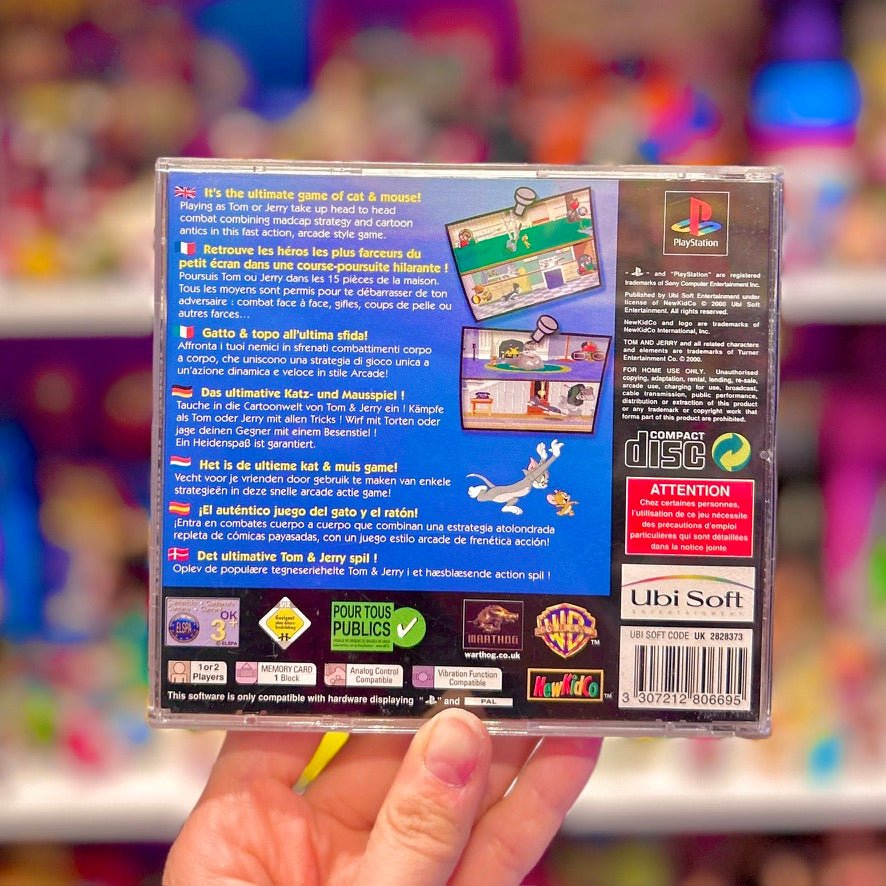 It's the ultimate game of cat & mouse!
Playing as Tom or Jerry take up head to head
combat combining madcap strategy and cartoon
antics in this fast action, arcade style game.
Retrouve les héros les plus farceurs du
petit écran dans une course-poursuite hilarante !
Poursuis Tom ou Jerry dans les 15 pièces de la maison.
Tous les moyens sont permis pour te débarrasser de ton
adversaire : combat face à face, gifles, coups de pelle ou
autres farces...
Gatto & topo all'ultima sfida!
Affronta i tuoi nemici in sfrenati combattimenti corpo
a corpo, che uniscono una strategia di gioco unica a
un'azione dinamica e veloce in stile Arcade!
Das ultimative Katz- und Mausspiel !
Tauche in die Cartoonwelt von Tom & Jerry ein ! Kämpfe
als Tom oder Jerry mit allen Tricks ! Wirf mit Torten oder
jage deinen Gegner mit einem Besenstiel !
Ein Heidenspaß ist garantiert.
Het is de ultieme kat & muis game!
Vecht voor je vrienden door gebruik te maken van enkele
strategieën in deze snelle arcade actie game!
¡El auténtico juego del gato y el ratón!
¡Entra en combates cuerpo a cuerpo que combinan una estrategia atolondrada
repleta de cómicas payasadas, con un juego estilo arcade de frenética acción!
Det ultimative Tom & Jerry spil !
Oplev de populære tegneseriehelte Tom & Jerry i et hæsblæsende action spil !
PlayStation
" " and "PlayStation" are registered
trademarks of Sony Computer Entertainment Inc.
Published by Ubi Soft Entertainment under
license of NewKidCo © 2000 Ubi Soft
Entertainment. All rights reserved.
NewKidCo and logo are trademarks of
NewKidCo International, Inc.
TOM AND JERRY and all related characters
and elements are trademarks of Turner
Entertainment Co. © 2000.
FOR HOME USE ONLY. Unauthorised
copying, adaptation, rental, lending, re-sale,
arcade use, charging for use, broadcast,
cable transmission, public performance,
distribution or extraction of this product
or any trademark or copyright work that
forms part of this product are prohibited.
COMPACT
disc
ATTENTION
Chez certaines personnes,
l'utilisation de ce jeu nécessite
des précautions d'emploi
particulières qui sont détaillées
dans la notice jointe
Ubi Soft
ENTERTAINMENT
UBI SOFT CODE UK 2828373
3 307212 806695
ELSPA
OK
3
© ELSPA
Geeignet
POUR TOUS
PUBLICS
WARTHOG
warthog.co.uk
WB
TM
NewKidCo
TM
1 or 2
Players
MEMORY CARD
1 Block
Analog Control
Compatible
Vibration Function
Compatible
This software is only compatible with hardware displaying " " and PAL